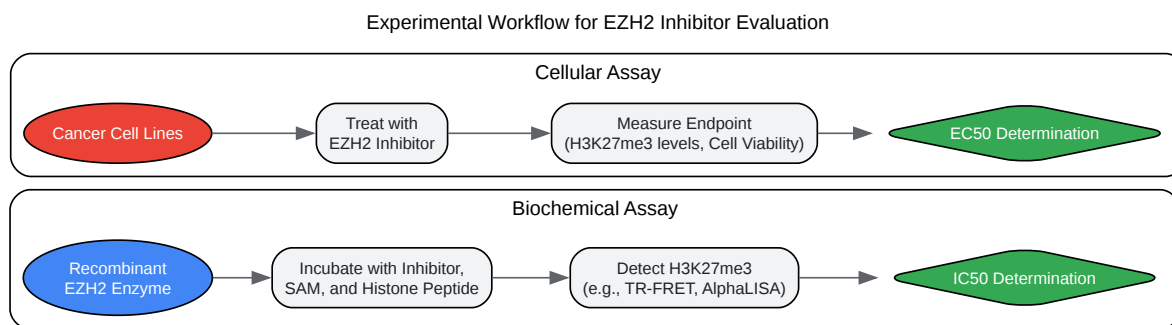 Experimental Workflow for EZH2 Inhibitor Evaluation
Cellular Assay
Cancer Cell Lines
Treat with
EZH2 Inhibitor
Measure Endpoint
(H3K27me3 levels, Cell Viability)
EC50 Determination
Biochemical Assay
Recombinant
EZH2 Enzyme
Incubate with Inhibitor,
SAM, and Histone Peptide
Detect H3K27me3
(e.g., TR-FRET, AlphaLISA)
IC50 Determination